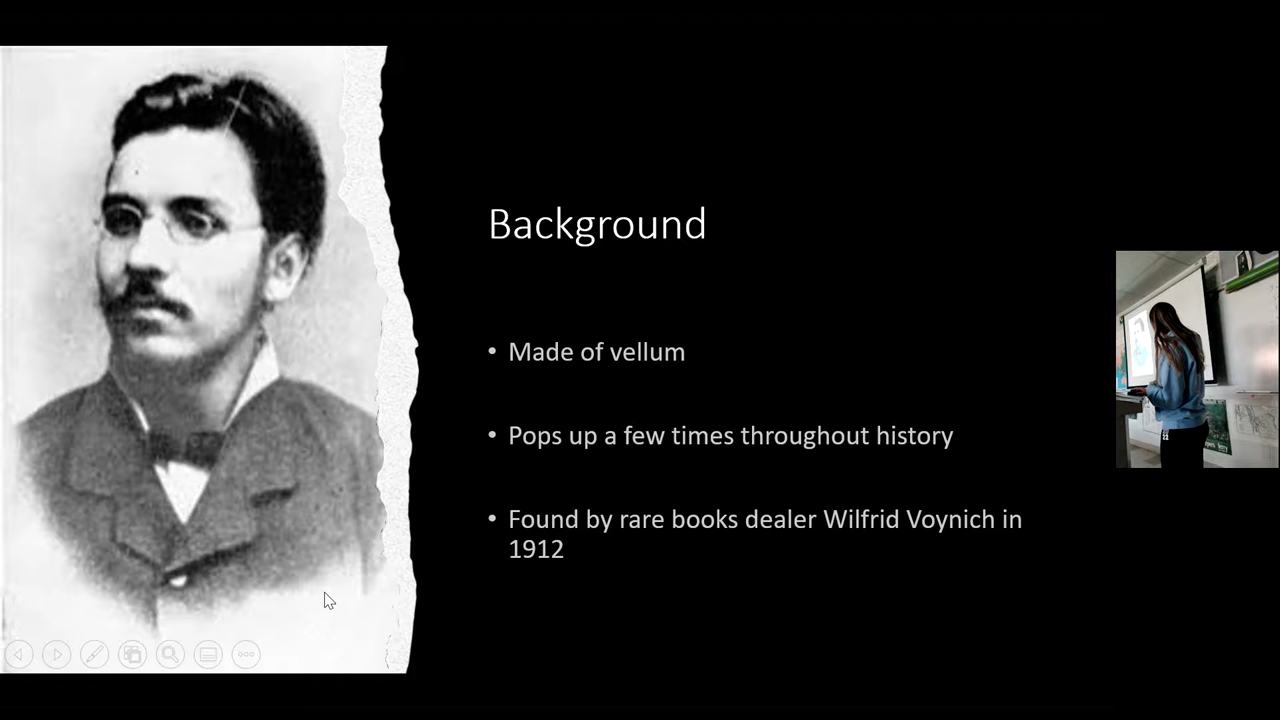 Background
• Made of vellum
• Pops up a few times throughout history
• Found by rare books dealer Wilfrid Voynich in
1912